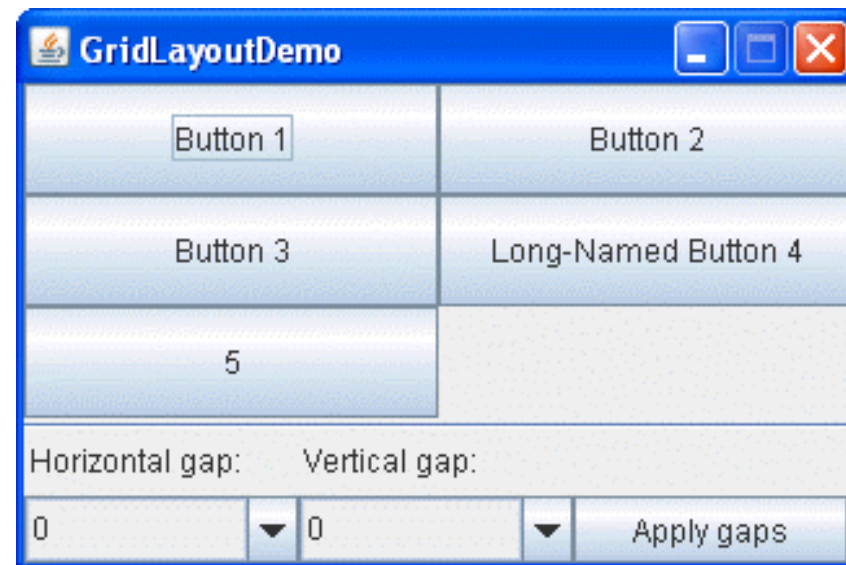 GridLayoutDemo
Button 1 Button 2
Button 3 Long-Named Button 4
5
Horizontal gap: Vertical gap:
0 0 Apply gaps